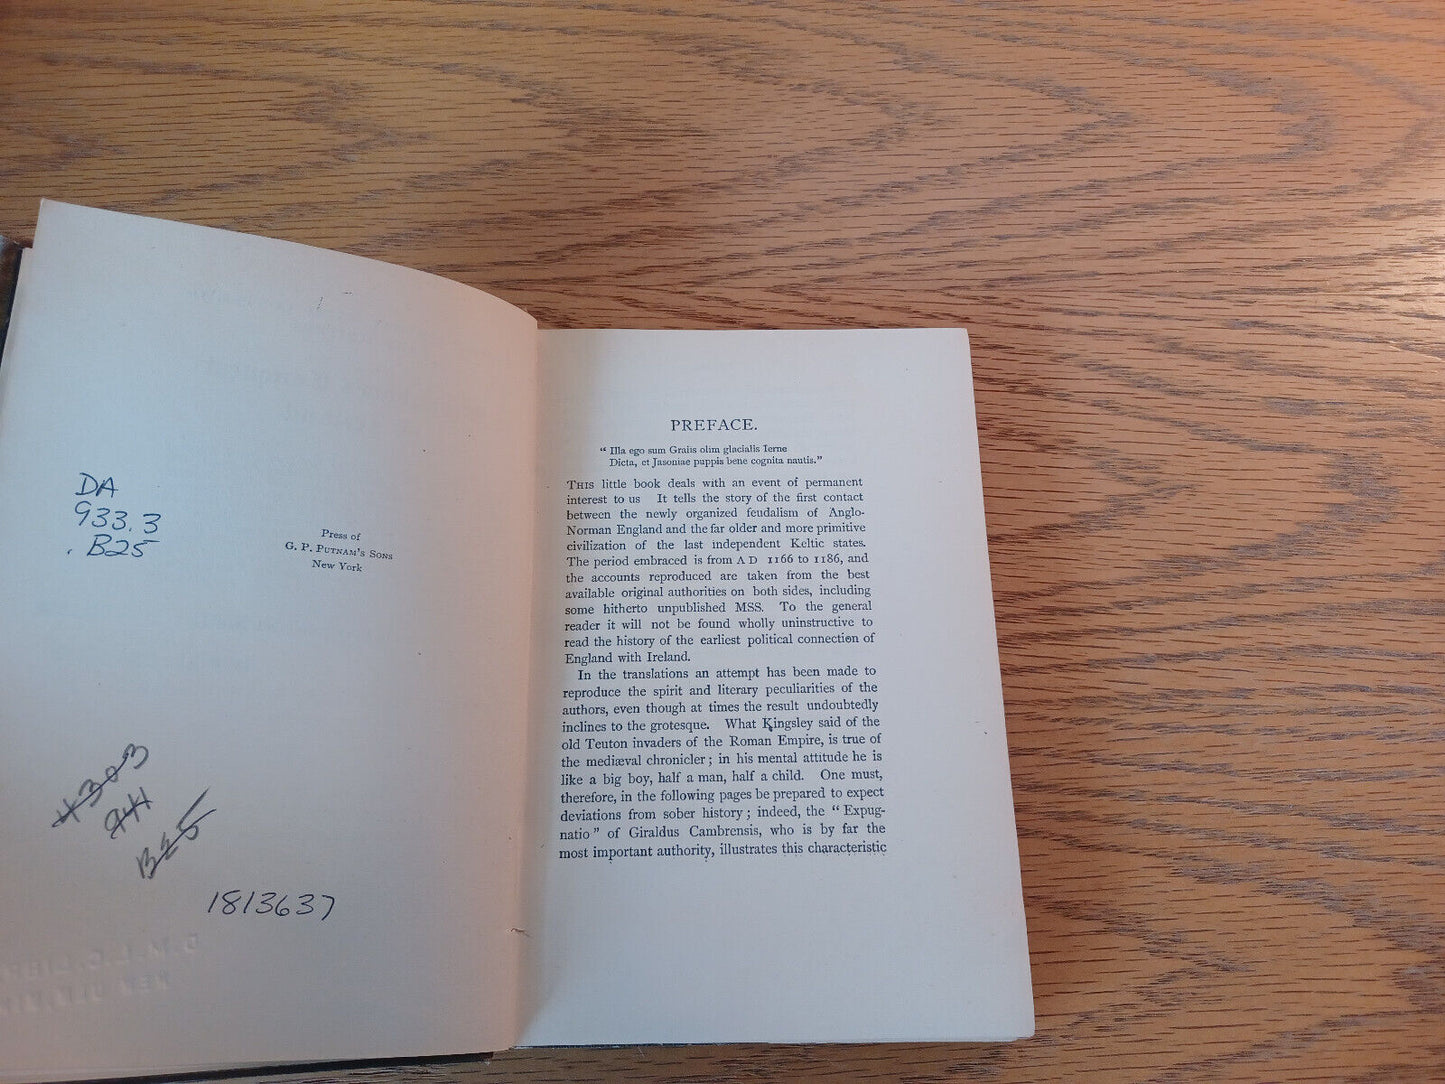 DA
933.3
.B25
Press of
G. P. PUTNAM'S SONS
New York
1813637
PREFACE.
" Illa ego sum Graiis olim glacialis Ierne
Dicta, et Jasoniae puppis bene cognita nautis."
THIS little book deals with an event of permanent
interest to us It tells the story of the first contact
between the newly organized feudalism of Anglo-
Norman England and the far older and more primitive
civilization of the last independent Keltic states.
The period embraced is from A D 1166 to 1186, and
the accounts reproduced are taken from the best
available original authorities on both sides, including
some hitherto unpublished MSS. To the general
reader it will not be found wholly uninstructive to
read the history of the earliest political connection of
England with Ireland.
In the translations an attempt has been made to
reproduce the spirit and literary peculiarities of the
authors, even though at times the result undoubtedly
inclines to the grotesque. What Kingsley said of the
old Teuton invaders of the Roman Empire, is true of
the mediæval chronicler ; in his mental attitude he is
like a big boy, half a man, half a child. One must,
therefore, in the following pages be prepared to expect
deviations from sober history ; indeed, the " Expug-
natio " of Giraldus Cambrensis, who is by far the
most important authority, illustrates this characteristic